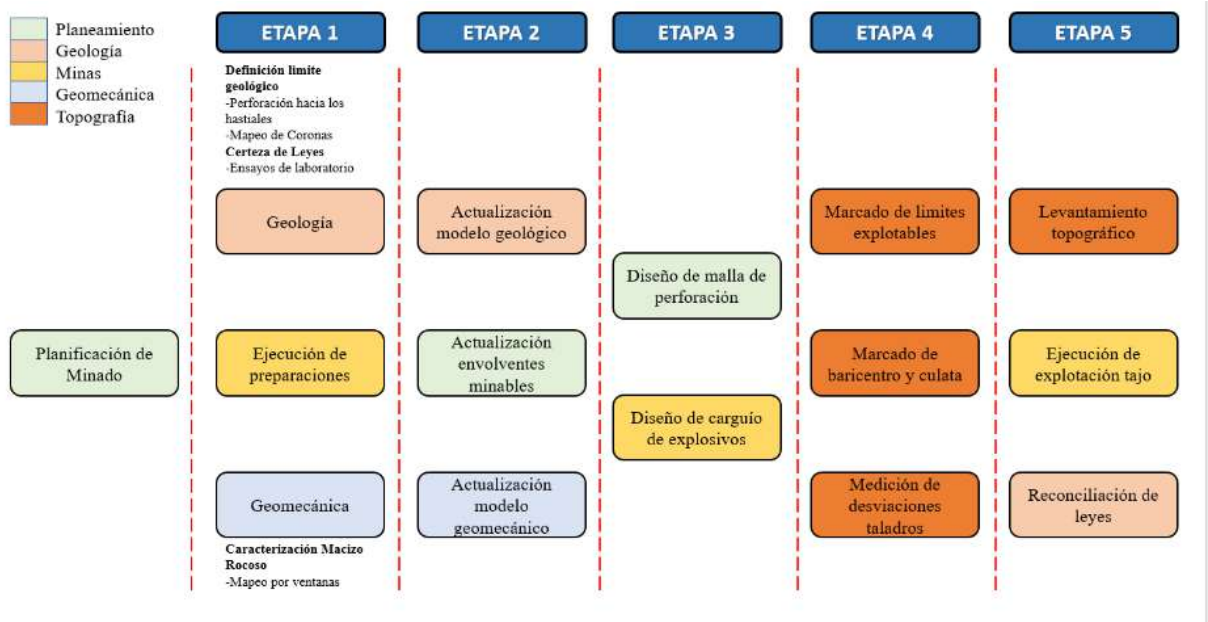 Planeamiento
Geología
Minas
Geomecánica
Topografía
ETAPA 1
ETAPA 2
ETAPA 3
ETAPA 4
ETAPA 5
Definición limite
geológico
-Perforación hacia los
hastiales
-Mapeo de Coronas
Certeza de Leyes
-Ensayos de laboratorio
Geología
Actualización
modelo geológico
Marcado de limites
explotables
Levantamiento
topográfico
Diseño de malla de
perforación
Planificación de
Minado
Ejecución de
preparaciones
Actualización
envolventes
minables
Marcado de
baricentro y culata
Ejecución de
explotación tajo
Diseño de carguío
de explosivos
Geomecánica
Actualización
modelo
geomecánico
Medición de
desviaciones
taladros
Reconciliación de
leyes
Caracterización Macizo
Rocoso
-Mapeo por ventanas